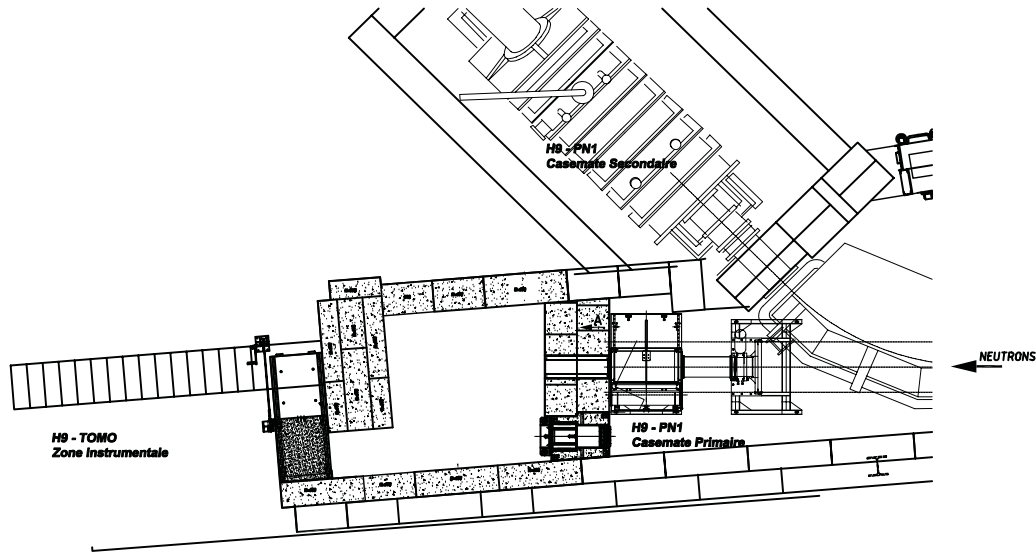 H9 - PN1
Casemate Secondaire
A
NEUTRONS
H9 - PN1
Casemate Primaire
H9 - TOMO
Zone Instrumentale